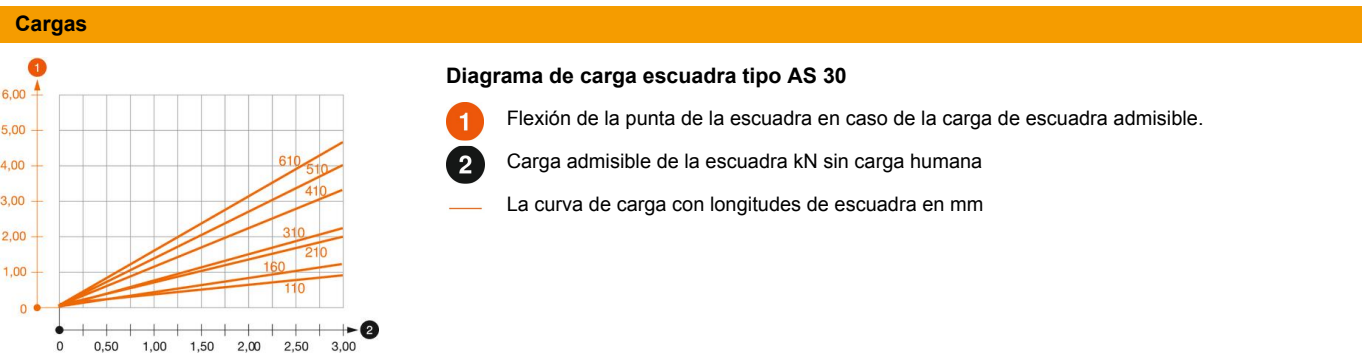 Cargas
1
6,00
5,00
4,00
3,00
2,00
1,00
0
610
510
410
310
210
160
110
0 0,50 1,00 1,50 2,00 2,50 3,00
2
Diagrama de carga escuadra tipo AS 30
1 Flexión de la punta de la escuadra en caso de la carga de escuadra admisible.
2 Carga admisible de la escuadra kN sin carga humana
La curva de carga con longitudes de escuadra en mm